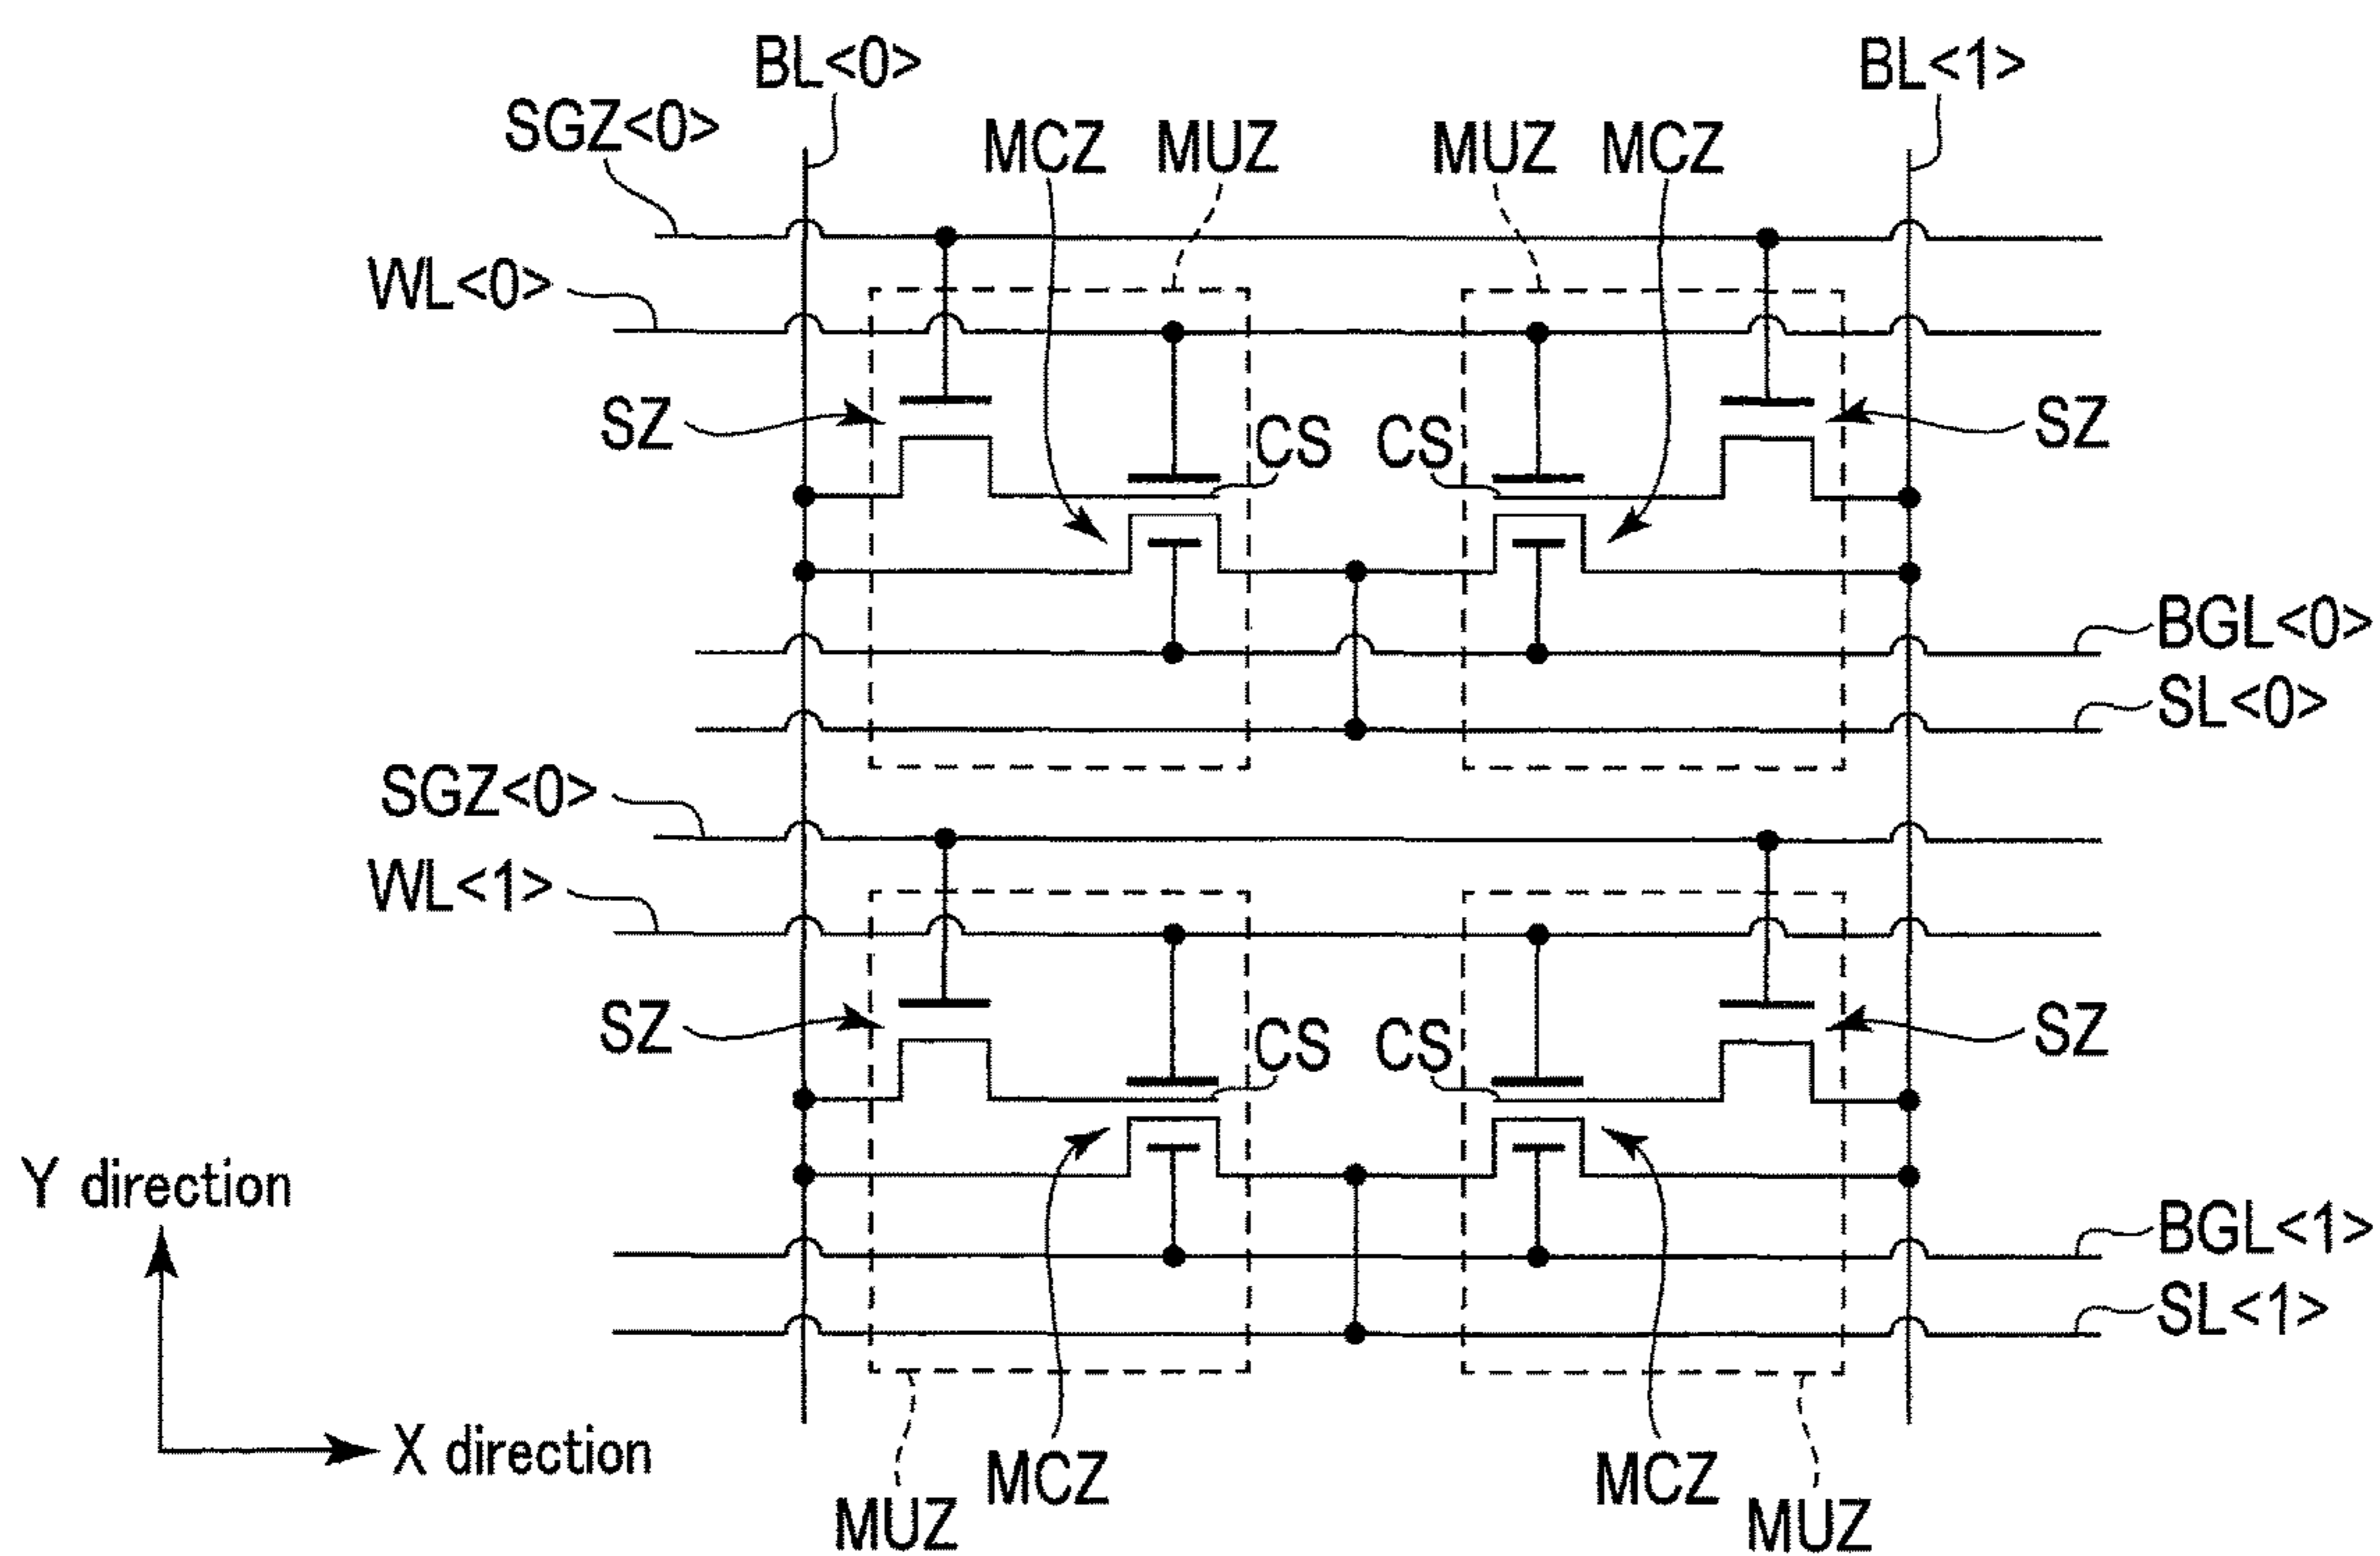 BL<0>
BL<1>
SGZ<0>
MCZ
MUZ
MUZ
MCZ
WL<0>
SZ
CS
CS
SZ
BGL<0>
SL<0>
SGZ<0>
WL<1>
SZ
CS
CS
SZ
Y direction
BGL<1>
SL<1>
X direction
MCZ
MCZ
MUZ
MUZ